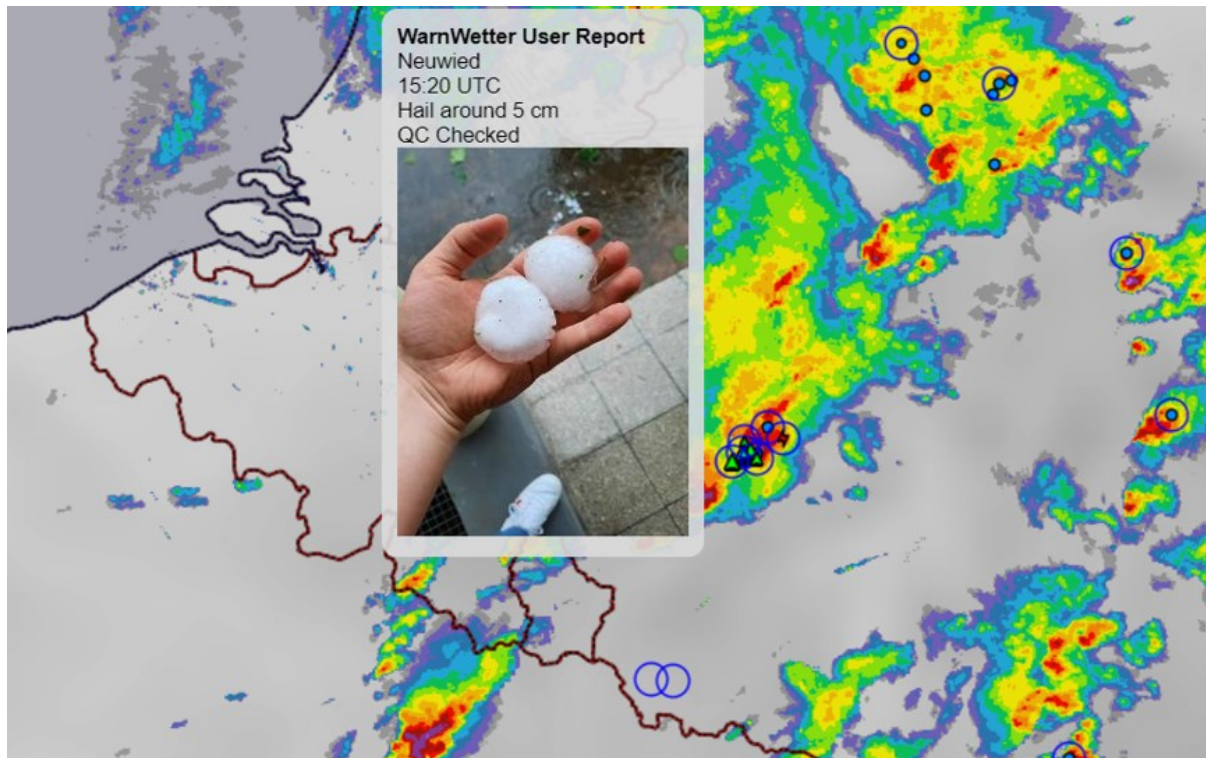 WarnWetter User Report
Neuwied
15:20 UTC
Hail around 5 cm
QC Checked